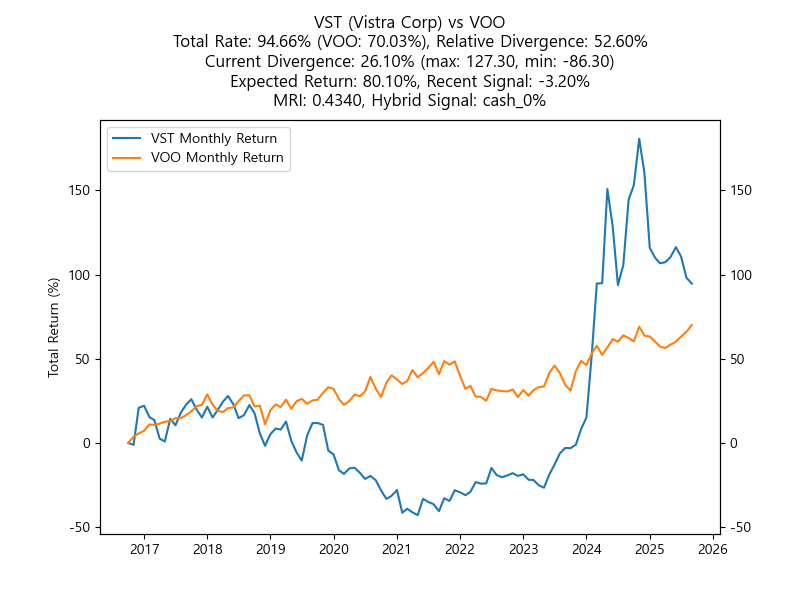 VST (Vistra Corp) vs VOO
Total Rate: 94.66% (VOO: 70.03%), Relative Divergence: 52.60%
Current Divergence: 26.10% (max: 127.30, min: -86.30)
Expected Return: 80.10%, Recent Signal: -3.20%
MRI: 0.4340, Hybrid Signal: cash_0%
VST Monthly Return
VOO Monthly Return
Total Return (%)
150
100
50
0
-50
150
100
50
0
-50
2017 2018 2019 2020 2021 2022 2023 2024 2025 2026